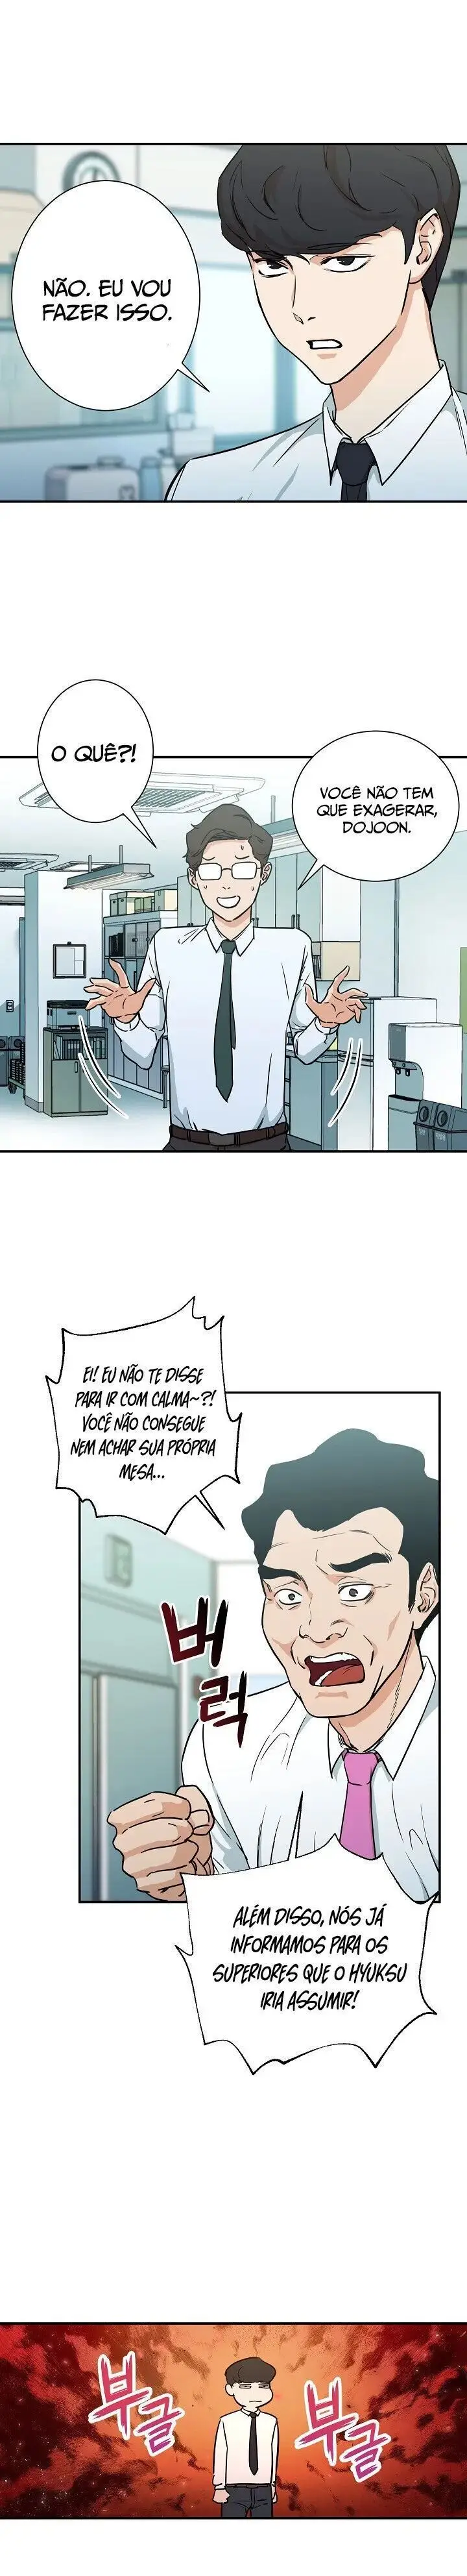 NÃO. EU VOU
FAZER ISSO.
O QUÊ?!
VOCÊ NÃO TEM
QUE EXAGERAR,
DOJOON.
EI! EU NÃO TE DISSE
PARA IR COM CALMA~?!
VOCÊ NÃO CONSEGUE
NEM ACHAR SUA PRÓPRIA
MESA...
버
럭
ALÉM DISSO, NÓS JÁ
INFORMAMOS PARA OS
SUPERIORES QUE O HYUKSU
IRIA ASSUMIR!
부글
부글